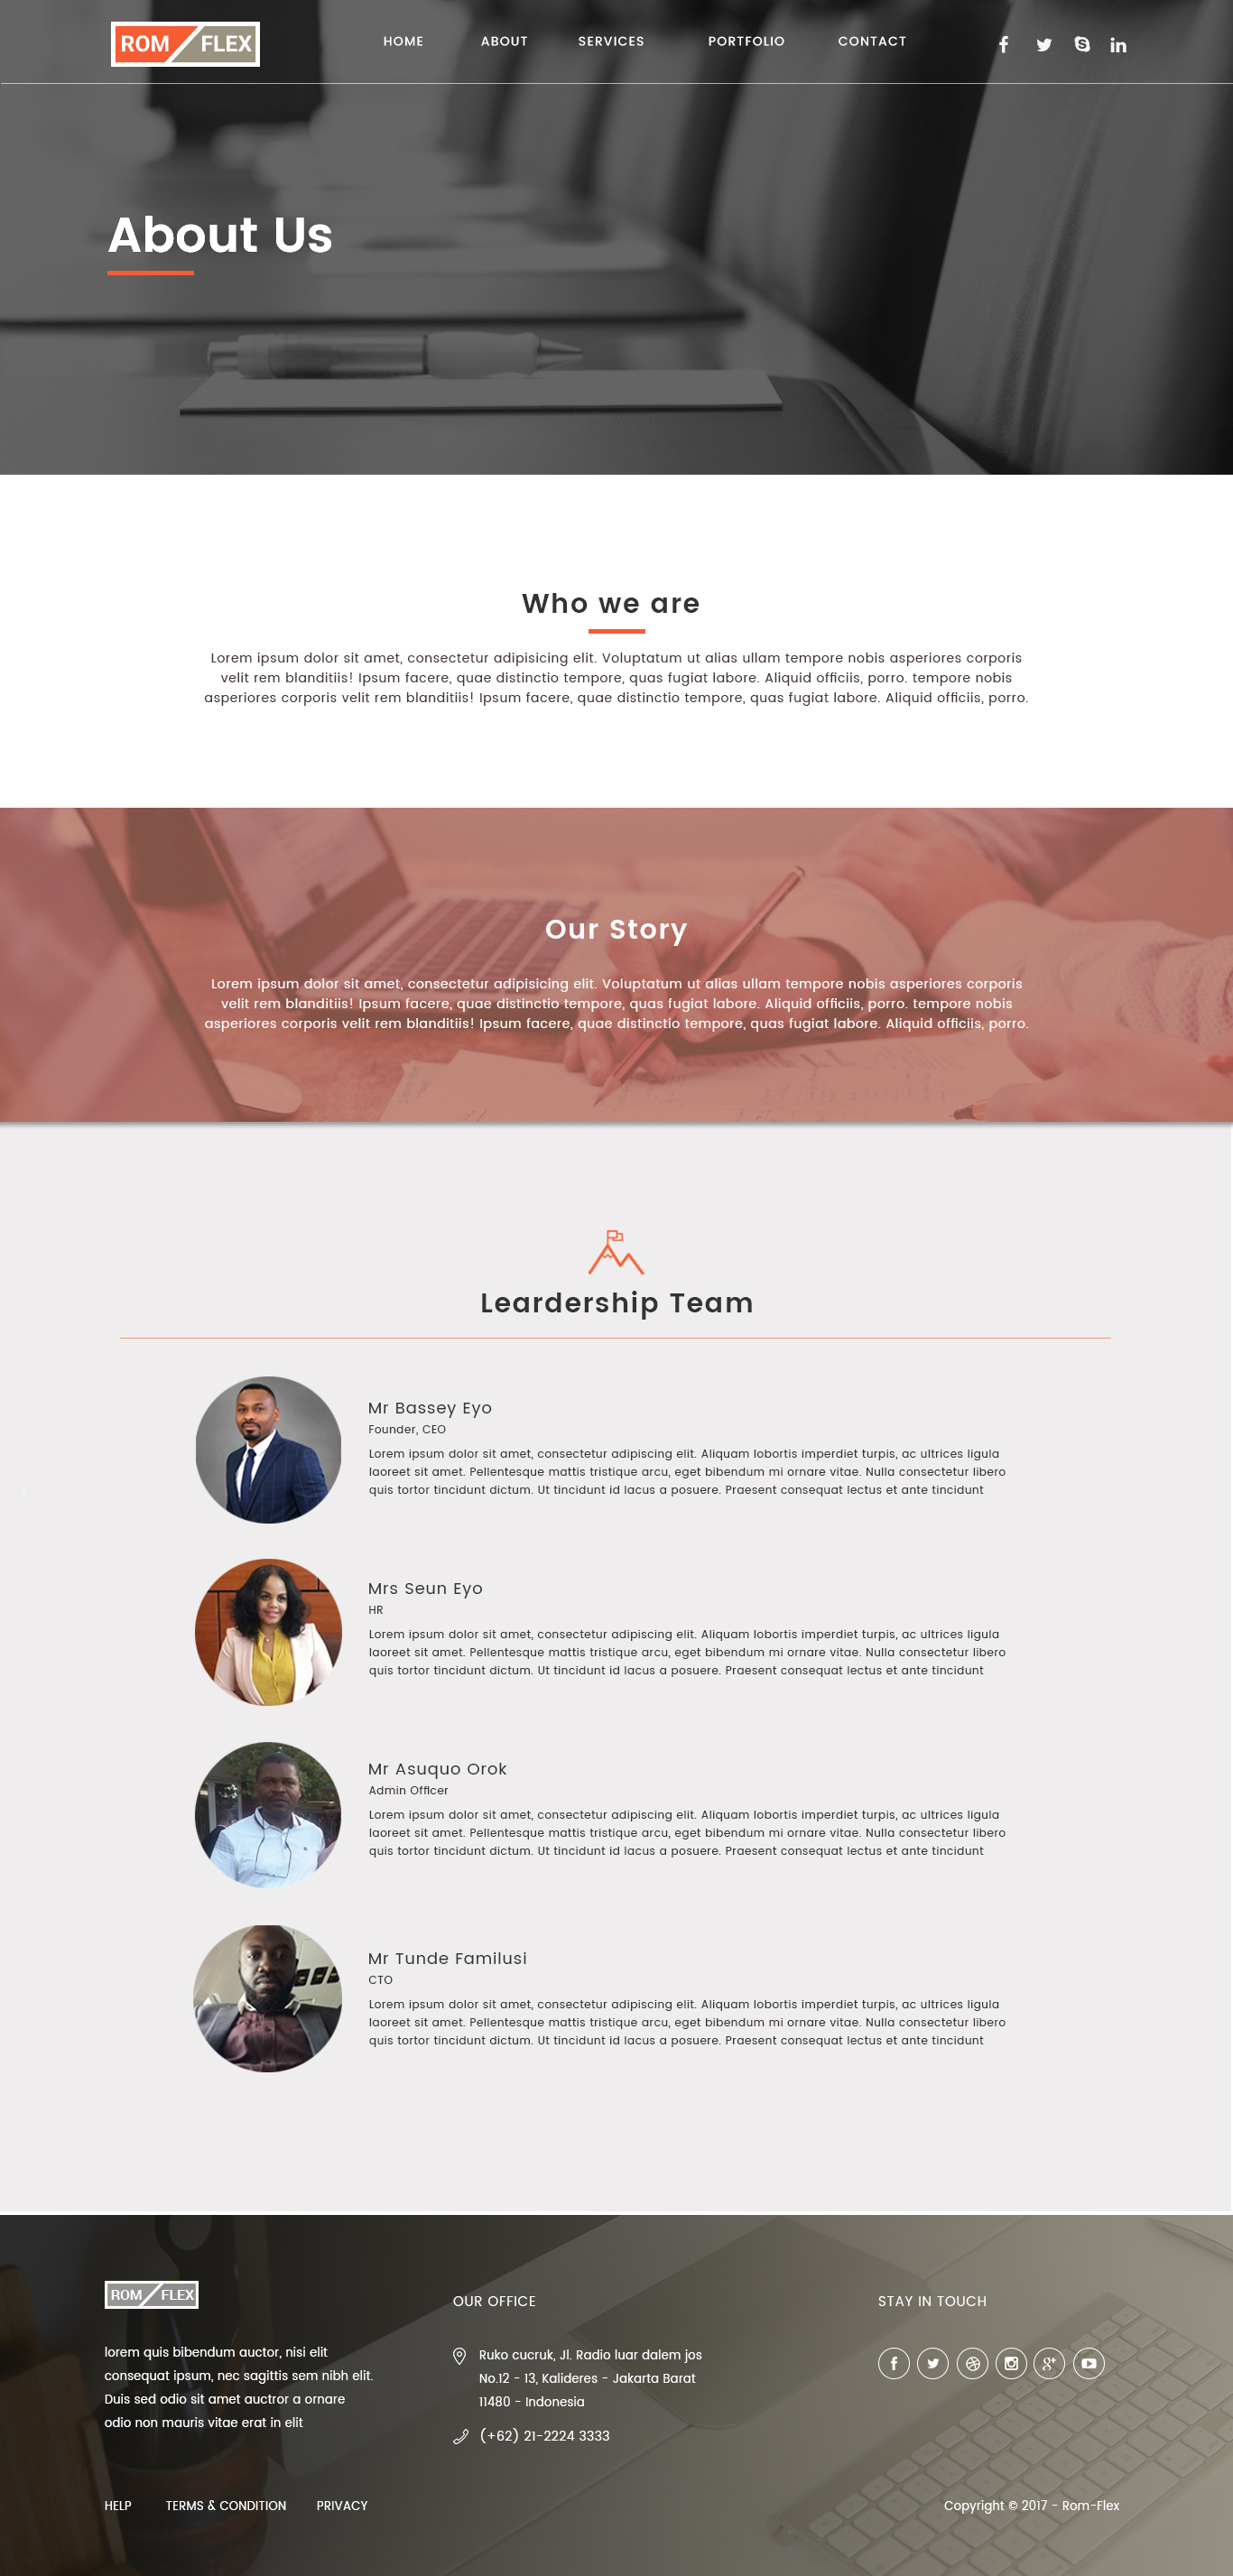 ROM FLEX
HOME ABOUT SERVICES PORTFOLIO CONTACT
About Us
Who we are
Lorem ipsum dolor sit amet, consectetur adipisicing elit. Voluptatum ut alias ullam tempore nobis asperiores corporis
velit rem blanditiis! Ipsum facere, quae distinctio tempore, quas fugiat labore. Aliquid officiis, porro. tempore nobis
asperiores corporis velit rem blanditiis! Ipsum facere, quae distinctio tempore, quas fugiat labore. Aliquid officiis, porro.
Our Story
Lorem ipsum dolor sit amet, consectetur adipisicing elit. Voluptatum ut alias ullam tempore nobis asperiores corporis
velit rem blanditiis! Ipsum facere, quae distinctio tempore, quas fugiat labore. Aliquid officiis, porro. tempore nobis
asperiores corporis velit rem blanditiis! Ipsum facere, quae distinctio tempore, quas fugiat labore. Aliquid officiis, porro.
Leardership Team
Mr Bassey Eyo
Founder, CEO
Lorem ipsum dolor sit amet, consectetur adipiscing elit. Aliquam lobortis imperdiet turpis, ac ultrices ligula
laoreet sit amet. Pellentesque mattis tristique arcu, eget bibendum mi ornare vitae. Nulla consectetur libero
quis tortor tincidunt dictum. Ut tincidunt id lacus a posuere. Praesent consequat lectus et ante tincidunt
Mrs Seun Eyo
HR
Lorem ipsum dolor sit amet, consectetur adipiscing elit. Aliquam lobortis imperdiet turpis, ac ultrices ligula
laoreet sit amet. Pellentesque mattis tristique arcu, eget bibendum mi ornare vitae. Nulla consectetur libero
quis tortor tincidunt dictum. Ut tincidunt id lacus a posuere. Praesent consequat lectus et ante tincidunt
Mr Asuquo Orok
Admin Officer
Lorem ipsum dolor sit amet, consectetur adipiscing elit. Aliquam lobortis imperdiet turpis, ac ultrices ligula
laoreet sit amet. Pellentesque mattis tristique arcu, eget bibendum mi ornare vitae. Nulla consectetur libero
quis tortor tincidunt dictum. Ut tincidunt id lacus a posuere. Praesent consequat lectus et ante tincidunt
Mr Tunde Familusi
CTO
Lorem ipsum dolor sit amet, consectetur adipiscing elit. Aliquam lobortis imperdiet turpis, ac ultrices ligula
laoreet sit amet. Pellentesque mattis tristique arcu, eget bibendum mi ornare vitae. Nulla consectetur libero
quis tortor tincidunt dictum. Ut tincidunt id lacus a posuere. Praesent consequat lectus et ante tincidunt
ROM FLEX
lorem quis bibendum auctor, nisi elit
consequat ipsum, nec sagittis sem nibh elit.
Duis sed odio sit amet auctror a ornare
odio non mauris vitae erat in elit
OUR OFFICE
Ruko cucruk, Jl. Radio luar dalem jos
No.12 - 13, Kalideres - Jakarta Barat
11480 - Indonesia
(+62) 21-2224 3333
STAY IN TOUCH
HELP TERMS & CONDITION PRIVACY
Copyright © 2017 - Rom-Flex